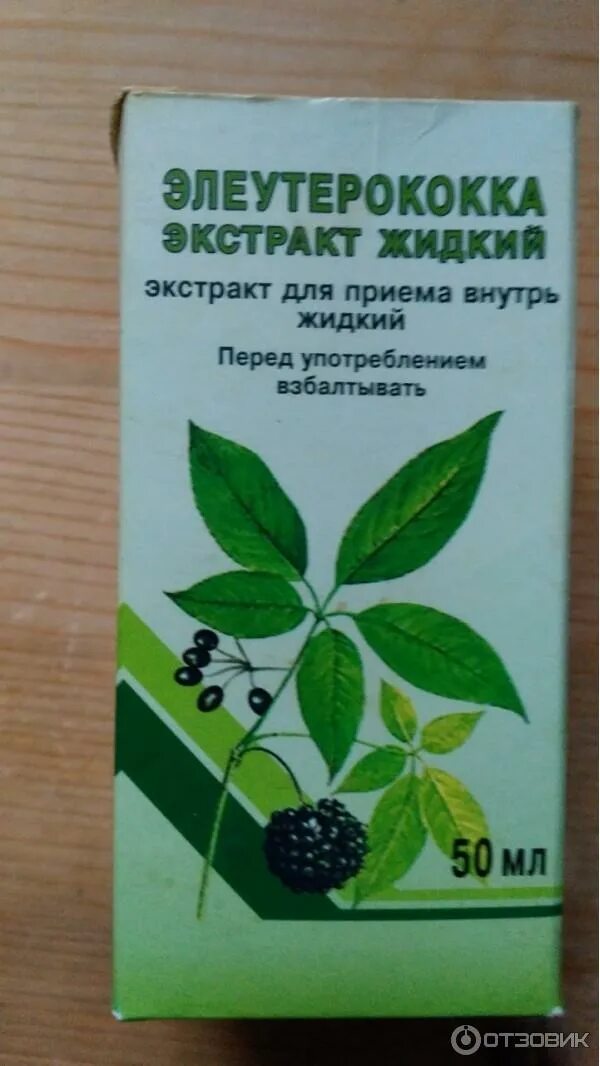 ЭЛЕУТЕРОКОККА
ЭКСТРАКТ ЖИДКИЙ
экстракт для приема внутрь
жидкий
Перед употреблением
взбалтывать
50 мл
ОТЗОВИК